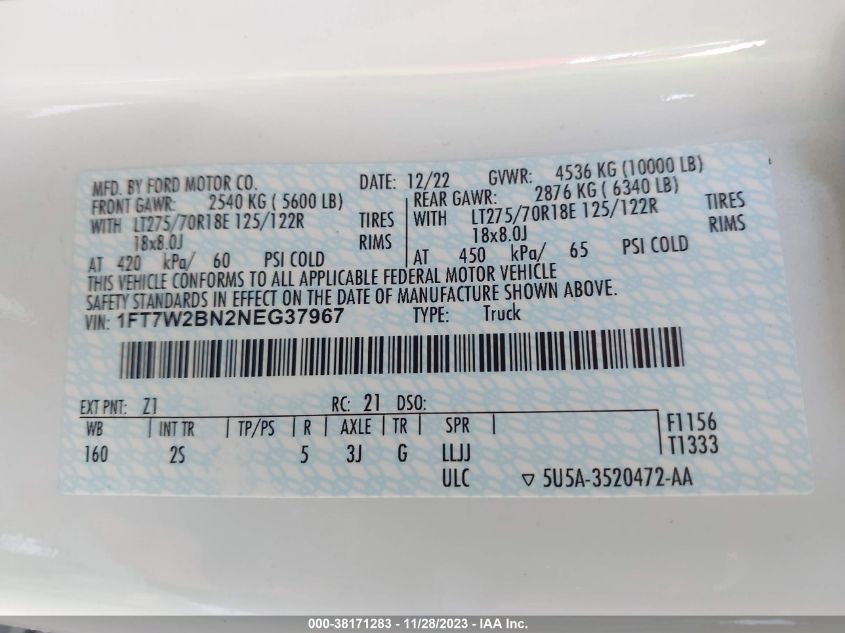 MFD. BY FORD MOTOR CO. DATE: 12/22 GVWR: 4536 KG (10000 LB)
FRONT GAWR: 2540 KG ( 5600 LB) REAR GAWR: 2876 KG ( 6340 LB)
WITH LT275/70R18E 125/122R TIRES WITH LT275/70R18E 125/122R TIRES
18x8.0J RIMS 18x8.0J RIMS
AT 420 kPa/ 60 PSI COLD AT 450 kPa/ 65 PSI COLD
THIS VEHICLE CONFORMS TO ALL APPLICABLE FEDERAL MOTOR VEHICLE
SAFETY STANDARDS IN EFFECT ON THE DATE OF MANUFACTURE SHOWN ABOVE.
VIN: 1FT7W2BN2NEG37967 TYPE: Truck
EXT PNT: Z1 RC: 21 DSO:
WB INT TR TP/PS R AXLE TR SPR F1156
160 2S 5 3J G LLJJ T1333
ULC ▽ 5U5A-3520472-AA
000-38171283 - 11/28/2023 - IAA Inc.